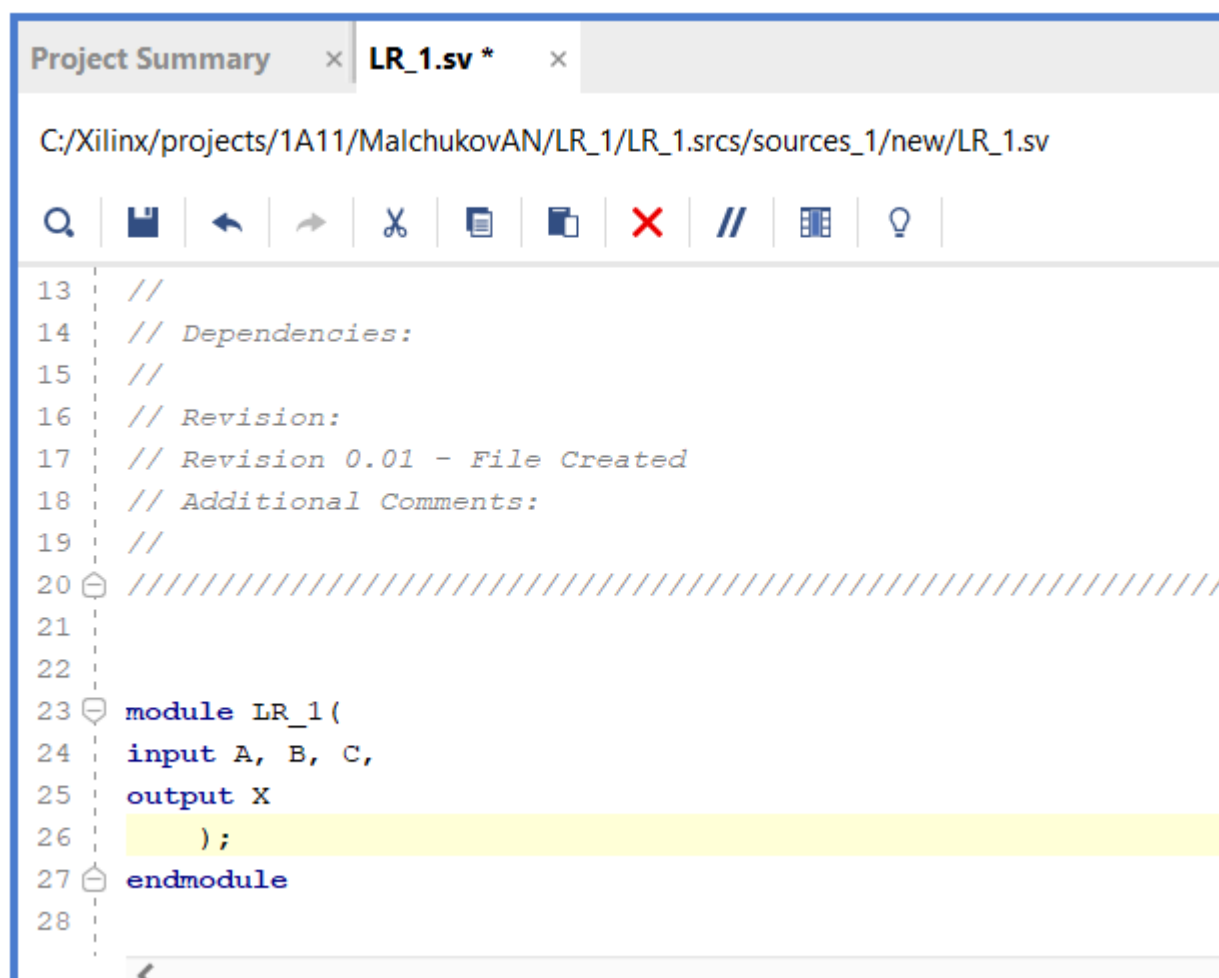 Project Summary × LR_1.sv * ×
C:/Xilinx/projects/1A11/MalchukovAN/LR_1/LR_1.srcs/sources_1/new/LR_1.sv
//
13 //
14 // Dependencies:
15 //
16 // Revision:
17 // Revision 0.01 - File Created
18 // Additional Comments:
19 //
20 /////////////////////////////////////////////////////////////
21
22
23 module LR_1(
24 input A, B, C,
25 output X
26     );
27 endmodule
28